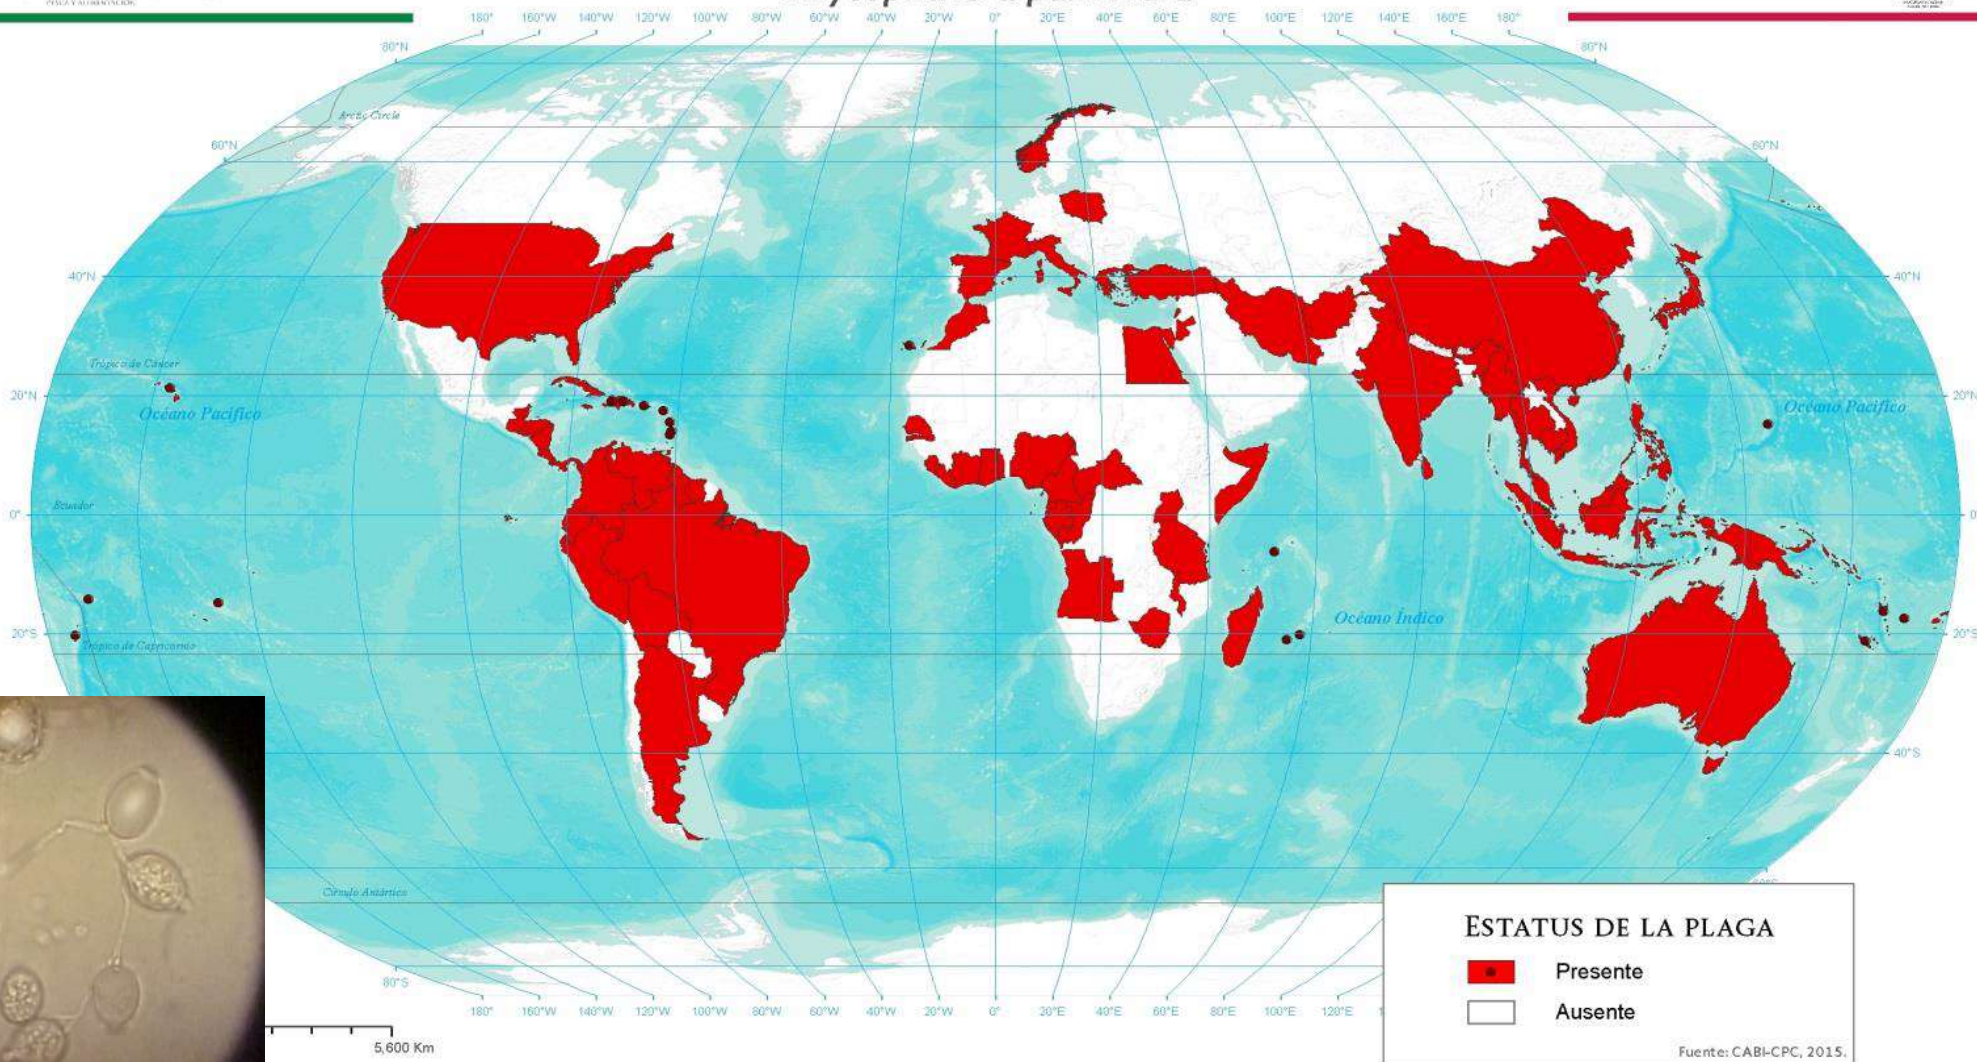 PESCA Y ALIMENTACIÓN
180° 160°W 140°W 120°W 100°W 80°W 60°W 40°W 20°W 0° 20°E 40°E 60°E 80°E 100°E 120°E 140°E 160°E 180°
80°N 80°N
Arctic Circle
60°N 60°N
40°N 40°N
Trópico de Cáncer
20°N 20°N
Océano Pacífico Océano Pacífico
Ecuador
0° 0
Océano Índico
20°S 20°S
Trópico de Capricornio
40°S
Círculo Antártico
80°S
180° 160°W 140°W 120°W 100°W 80°W 60°W 40°W 20°W 0° 20°E 40°E 60°E 80°E 100°E 120°E
5,600 Km
ESTATUS DE LA PLAGA
Presente
Ausente
Fuente: CABI-CPC, 2015.